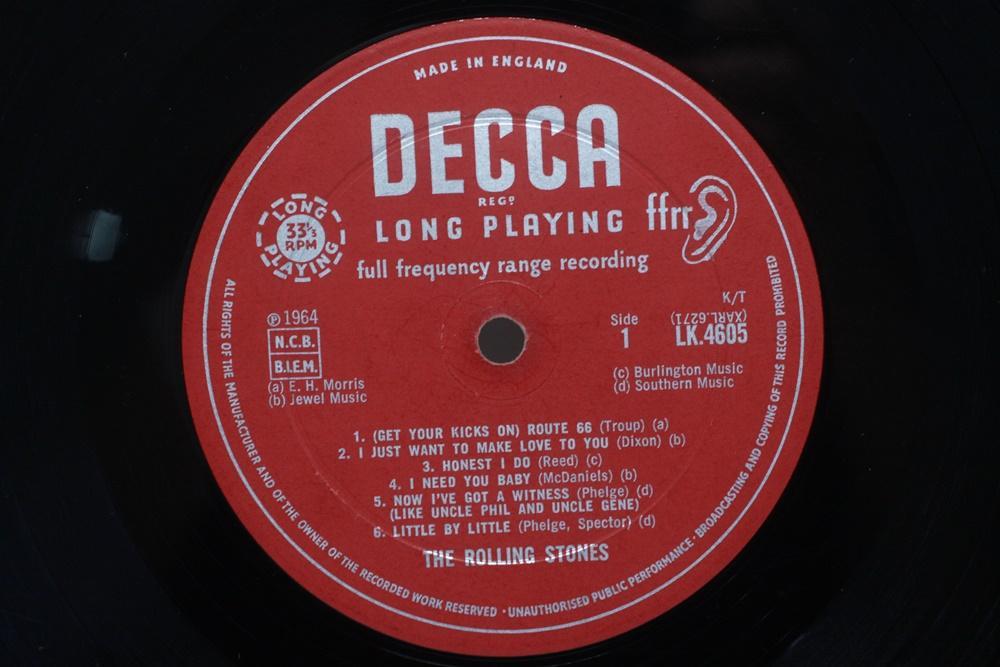 MADE IN ENGLAND
DECCA
REGD
LONG PLAYING
ffrr
LONG
33⅓
RPM
PLAYING
full frequency range recording
K/T
(XARL.6271)
LK.4605
Side
1
℗ 1964
N.C.B.
B.I.E.M.
(a) E. H. Morris
(b) Jewel Music
(c) Burlington Music
(d) Southern Music
1. (GET YOUR KICKS ON) ROUTE 66 (Troup) (a)
2. I JUST WANT TO MAKE LOVE TO YOU (Dixon) (b)
3. HONEST I DO (Reed) (c)
4. I NEED YOU BABY (McDaniels) (b)
5. NOW I'VE GOT A WITNESS (Phelge) (d)
(LIKE UNCLE PHIL AND UNCLE GENE)
6. LITTLE BY LITTLE (Phelge, Spector) (d)
THE ROLLING STONES
ALL RIGHTS OF THE MANUFACTURER AND OF THE OWNER OF THE RECORDED WORK RESERVED · UNAUTHORISED PUBLIC PERFORMANCE · BROADCASTING AND COPYING OF THIS RECORD PROHIBITED